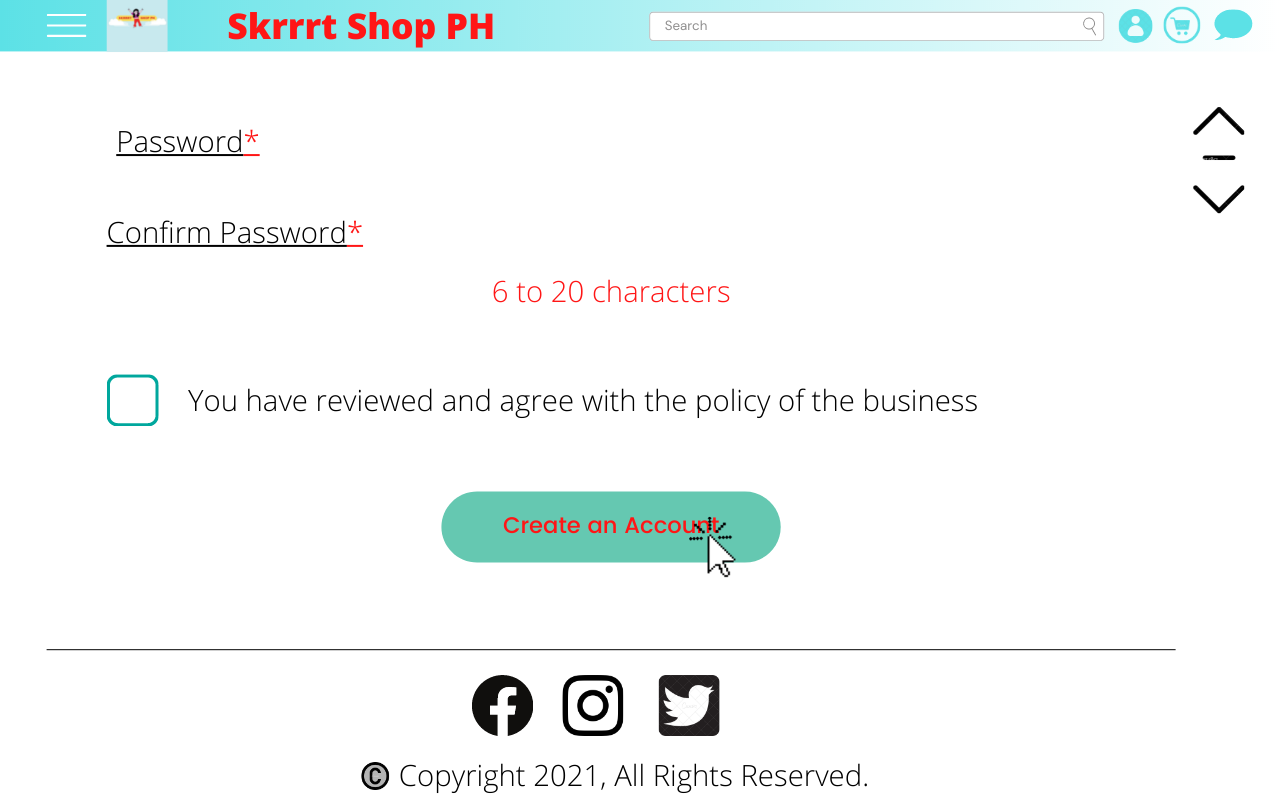 Skrrrt Shop PH
Search
Password*
Confirm Password*
6 to 20 characters
You have reviewed and agree with the policy of the business
Create an Account
© Copyright 2021, All Rights Reserved.